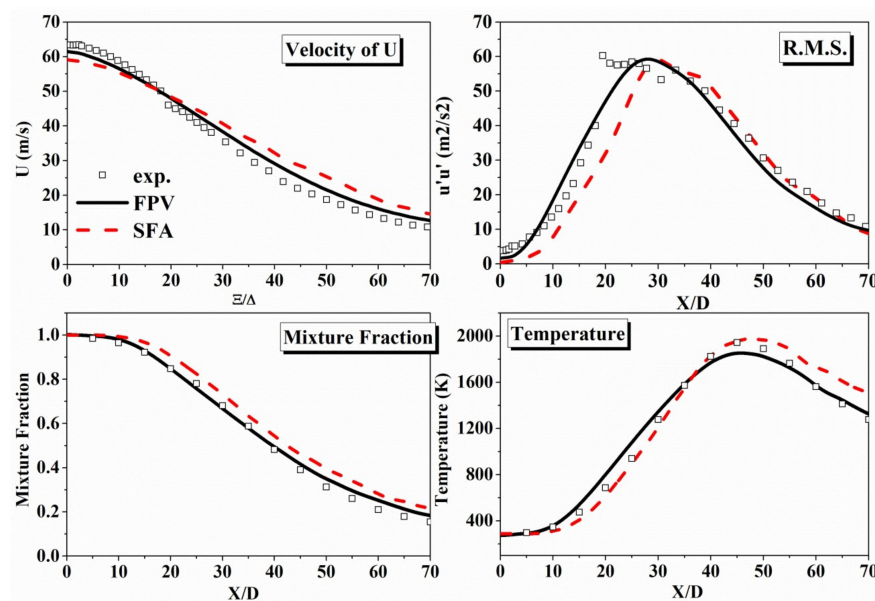 Velocity of U
U (m/s)
70
60
50
40
30
20
10
0
exp.
FPV
SFA
0 10 20 30 40 50 60 70
Ξ/Δ
R.M.S.
u'u' (m2/s2)
70
60
50
40
30
20
10
0
0 10 20 30 40 50 60 70
X/D
Mixture Fraction
Mixture Fraction
1.0
0.8
0.6
0.4
0.2
0.0
0 10 20 30 40 50 60 70
X/D
Temperature
Temperature (K)
2000
1600
1200
800
400
0 10 20 30 40 50 60 70
X/D